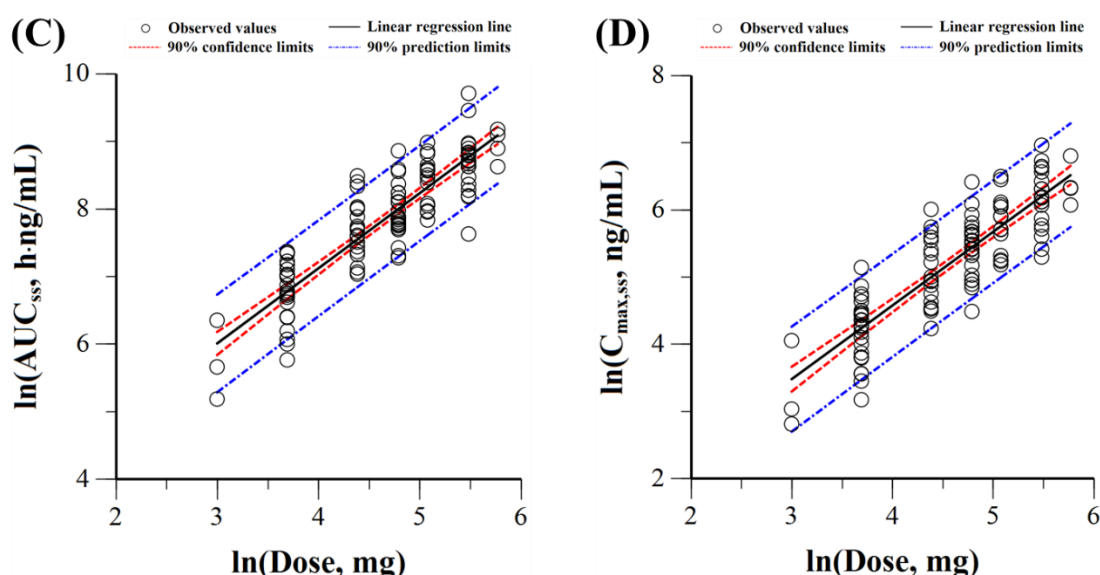 (C)
Observed values
Linear regression line
90% confidence limits
90% prediction limits
10
8
6
4
ln(AUCss, h·ng/mL)
2
3
4
5
6
ln(Dose, mg)
(D)
Observed values
Linear regression line
90% confidence limits
90% prediction limits
8
6
4
2
ln(Cmax,ss, ng/mL)
2
3
4
5
6
ln(Dose, mg)